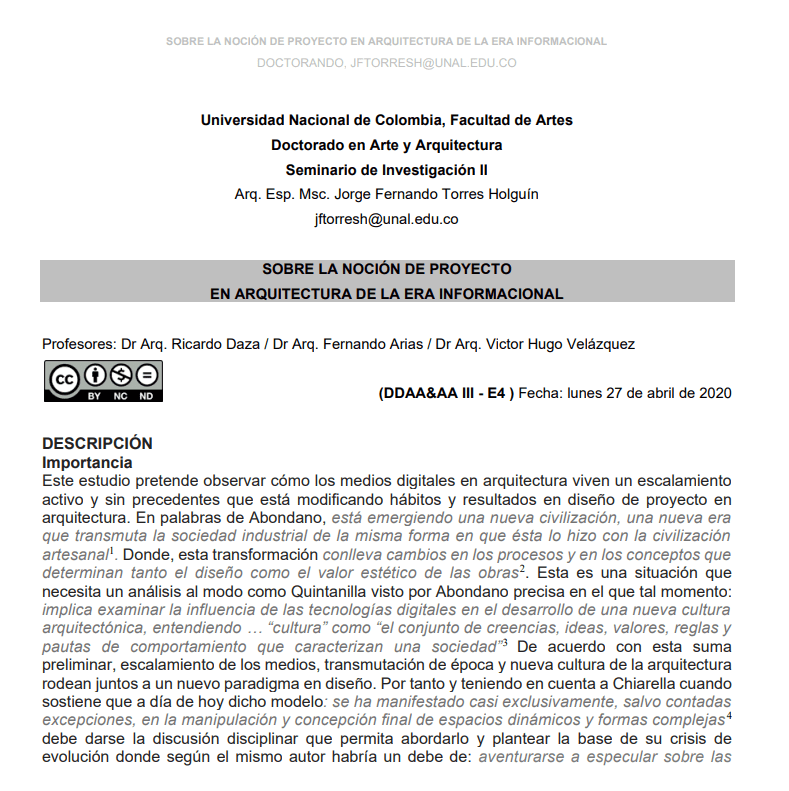 SOBRE LA NOCIÓN DE PROYECTO EN ARQUITECTURA DE LA ERA INFORMACIONAL
DOCTORANDO, JFTORRESH@UNAL.EDU.CO
Universidad Nacional de Colombia, Facultad de Artes
Doctorado en Arte y Arquitectura
Seminario de Investigación II
Arq. Esp. Msc. Jorge Fernando Torres Holguín
jftorresh@unal.edu.co
SOBRE LA NOCIÓN DE PROYECTO
EN ARQUITECTURA DE LA ERA INFORMACIONAL
Profesores: Dr Arq. Ricardo Daza / Dr Arq. Fernando Arias / Dr Arq. Victor Hugo Velázquez
cc BY NC ND
(DDAA&AA III - E4 ) Fecha: lunes 27 de abril de 2020
DESCRIPCIÓN
Importancia
Este estudio pretende observar cómo los medios digitales en arquitectura viven un escalamiento
activo y sin precedentes que está modificando hábitos y resultados en diseño de proyecto en
arquitectura. En palabras de Abondano, está emergiendo una nueva civilización, una nueva era
que transmuta la sociedad industrial de la misma forma en que ésta lo hizo con la civilización
artesanal¹. Donde, esta transformación conlleva cambios en los procesos y en los conceptos que
determinan tanto el diseño como el valor estético de las obras². Esta es una situación que
necesita un análisis al modo como Quintanilla visto por Abondano precisa en el que tal momento:
implica examinar la influencia de las tecnologías digitales en el desarrollo de una nueva cultura
arquitectónica, entendiendo … “cultura” como “el conjunto de creencias, ideas, valores, reglas y
pautas de comportamiento que caracterizan una sociedad”³ De acuerdo con esta suma
preliminar, escalamiento de los medios, transmutación de época y nueva cultura de la arquitectura
rodean juntos a un nuevo paradigma en diseño. Por tanto y teniendo en cuenta a Chiarella cuando
sostiene que a día de hoy dicho modelo: se ha manifestado casi exclusivamente, salvo contadas
excepciones, en la manipulación y concepción final de espacios dinámicos y formas complejas⁴
debe darse la discusión disciplinar que permita abordarlo y plantear la base de su crisis de
evolución donde según el mismo autor habría un debe de: aventurarse a especular sobre las